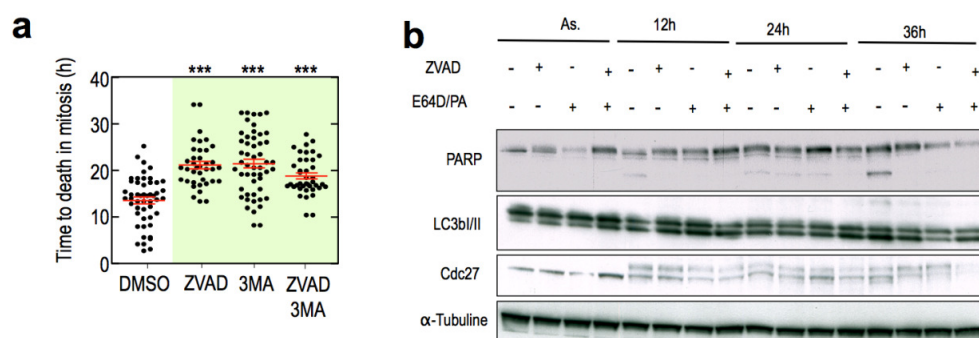 a
Time to death in mitosis (h)
*** *** ***
40
30
20
10
0
DMSO ZVAD 3MA ZVAD
3MA
b
As. 12h 24h 36h
ZVAD - + - + - + - + - + - + - + - +
E64D/PA - - + + - - + + - - + + - - + +
PARP
LC3bI/II
Cdc27
α-Tubuline